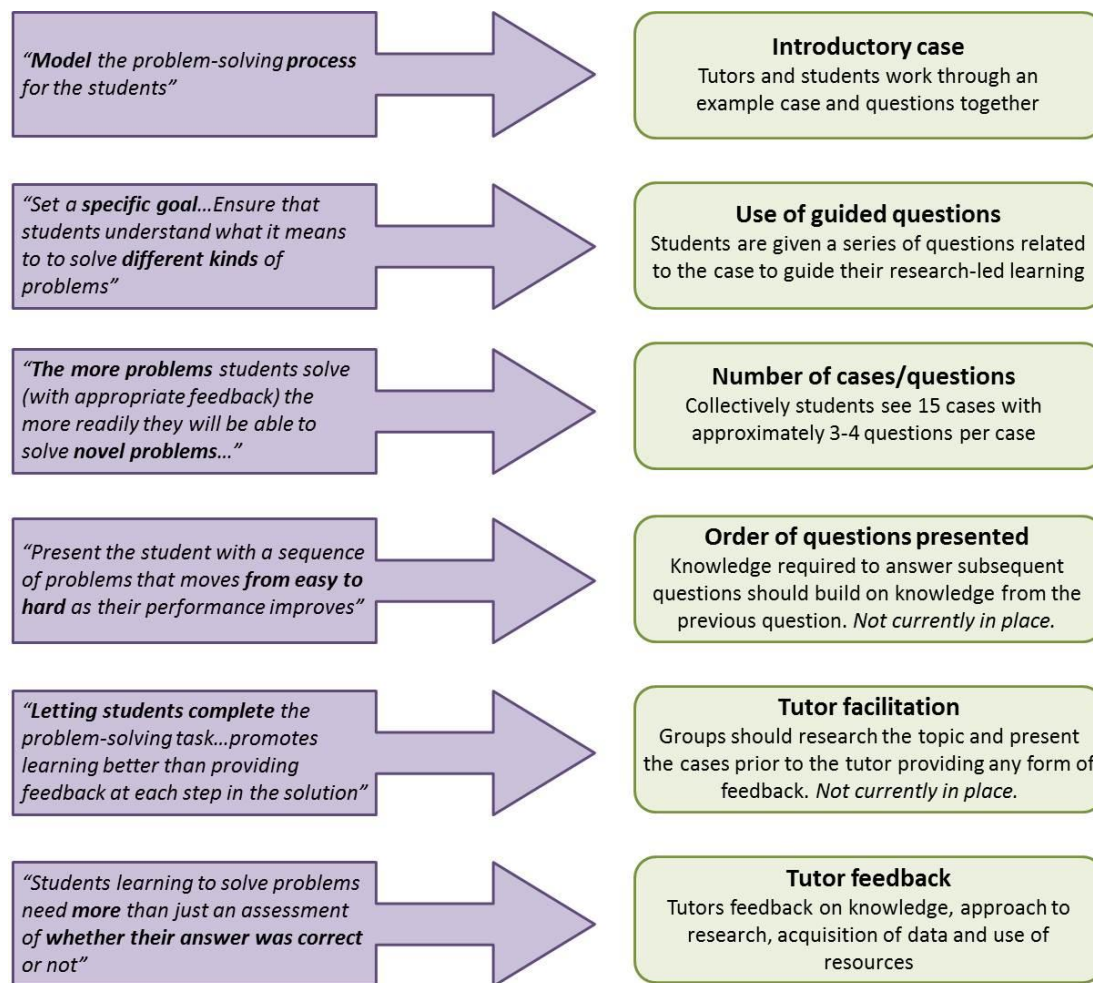 “Model the problem-solving process
for the students”
Introductory case
Tutors and students work through an
example case and questions together
“Set a specific goal...Ensure that
students understand what it means
to to solve different kinds of
problems”
Use of guided questions
Students are given a series of questions related
to the case to guide their research-led learning
“The more problems students solve
(with appropriate feedback) the
more readily they will be able to
solve novel problems...”
Number of cases/questions
Collectively students see 15 cases with
approximately 3-4 questions per case
“Present the student with a sequence
of problems that moves from easy to
hard as their performance improves”
Order of questions presented
Knowledge required to answer subsequent
questions should build on knowledge from the
previous question. Not currently in place.
“Letting students complete the
problem-solving task...promotes
learning better than providing
feedback at each step in the solution”
Tutor facilitation
Groups should research the topic and present
the cases prior to the tutor providing any form of
feedback. Not currently in place.
“Students learning to solve problems
need more than just an assessment
of whether their answer was correct
or not”
Tutor feedback
Tutors feedback on knowledge, approach to
research, acquisition of data and use of
resources